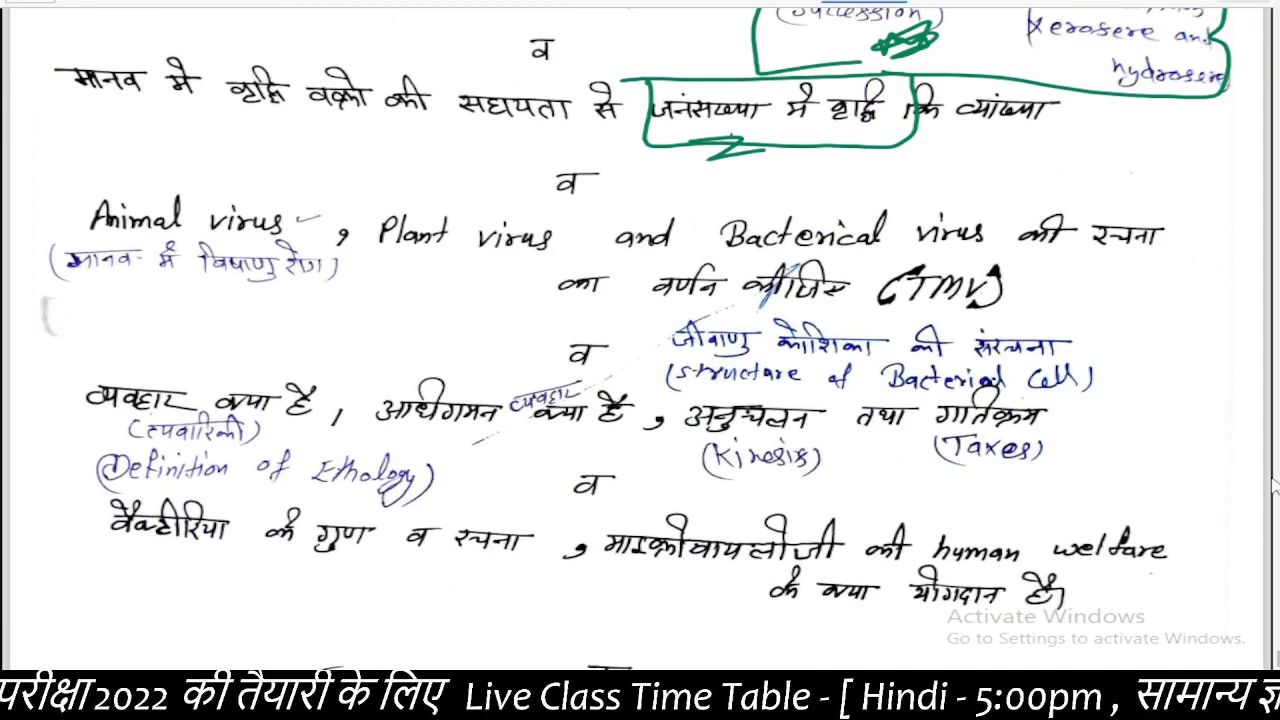 (Succession)
Xerosere and
hydrosere
व
मानव मे वृद्धि वक्रो की सहायता से जनंसख्या मे वृद्धि कि व्यांख्या
व
Animal virus , Plant virus and Bacterical virus की रचना
(मानव में विषाणु रोग)
का वर्णन कीजिए (TMV)
व
जीवाणु कोशिका की संरचना
(structure of Bacterial Cell)
व्यवहार क्या है , अधिगमन व्यवहार क्या है , अनुचलन तथा गतिक्रम
(Kinesis) (Taxes)
(Definition of Ethology)
व
बैक्टीरिया के गुण व रचना , माइक्रोबायलोजी की human welfare
के क्या योगदान है।
Activate Windows
Go to Settings to activate Windows.
परीक्षा 2022 की तैयारी के लिए Live Class Time Table - [ Hindi - 5:00pm , सामान्य ज्ञ